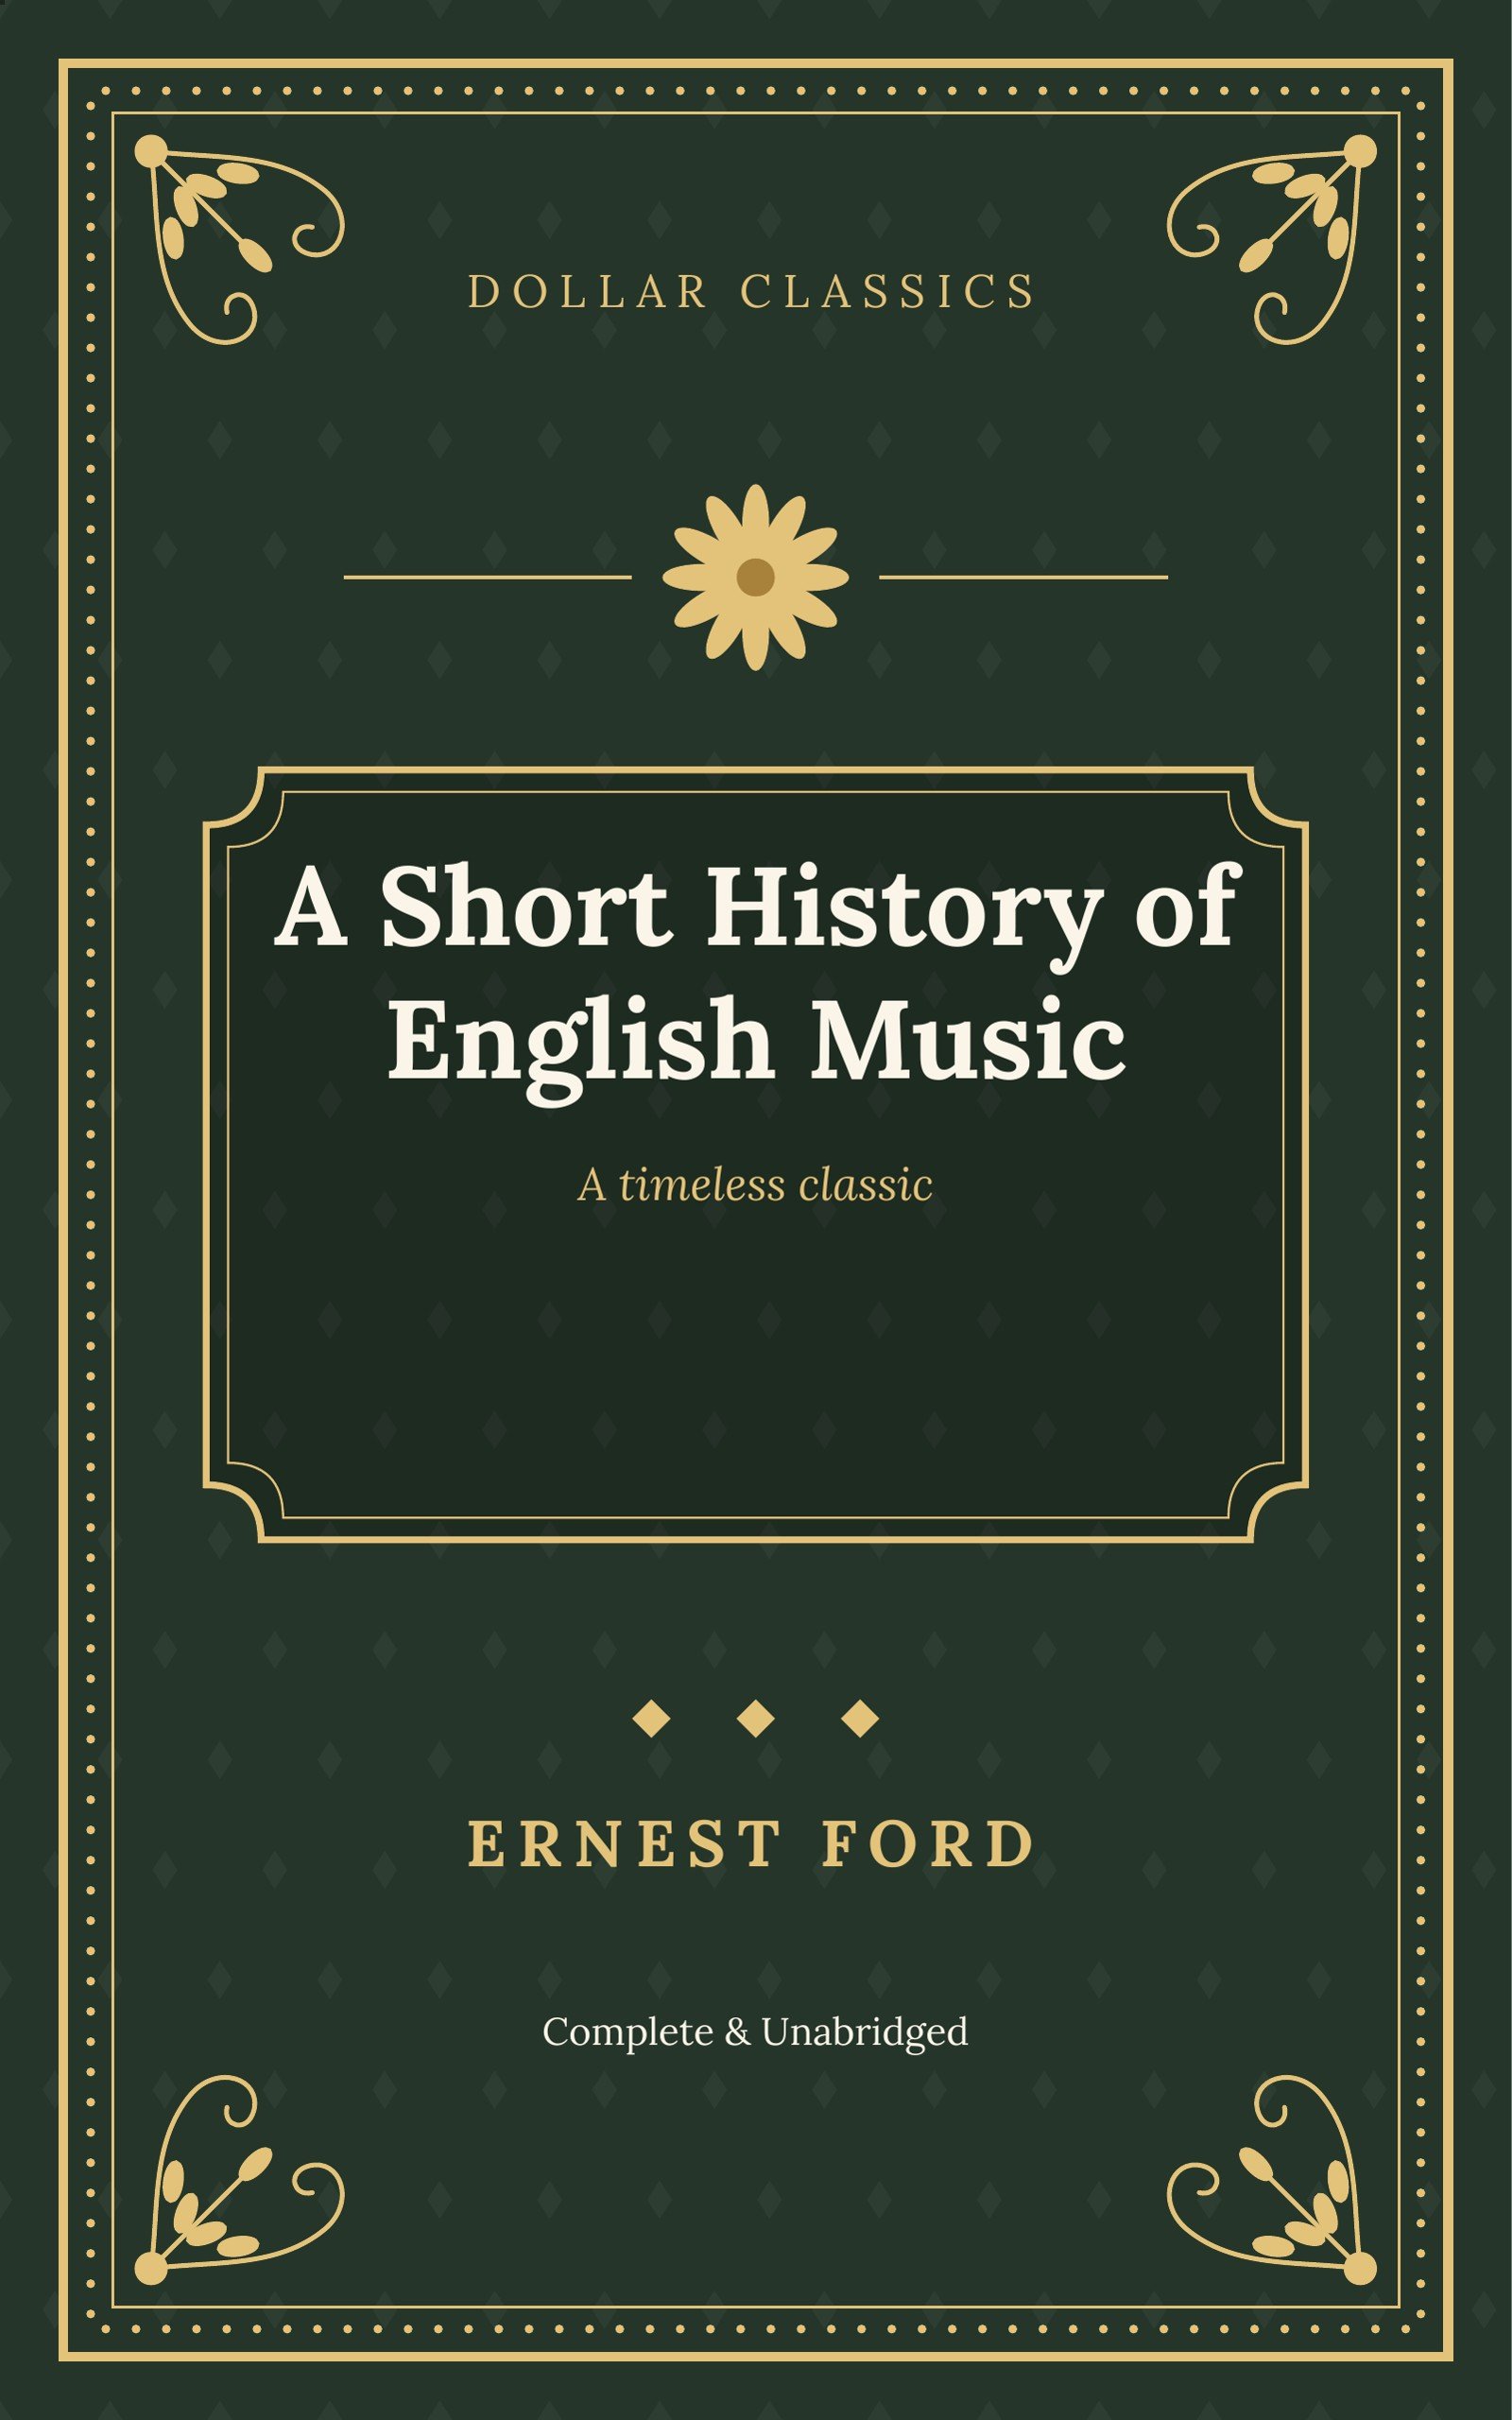 DOLLAR CLASSICS
A Short History of
English Music
A timeless classic
ERNEST FORD
Complete & Unabridged